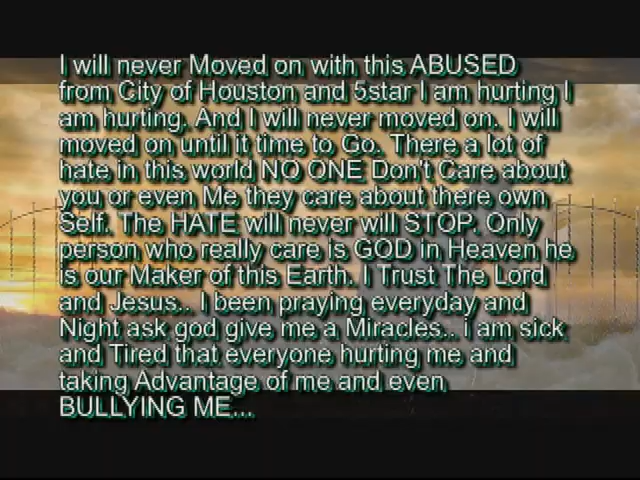 I will never Moved on with this ABUSED
from City of Houston and 5star I am hurting I
am hurting. And I will never moved on. I will
moved on until it time to Go. There a lot of
hate in this world NO ONE Don't Care about
you or even Me they care about there own
Self. The HATE will never will STOP. Only
person who really care is GOD in Heaven he
is our Maker of this Earth. I Trust The Lord
and Jesus.. I been praying everyday and
Night ask god give me a Miracles.. i am sick
and Tired that everyone hurting me and
taking Advantage of me and even
BULLYING ME...